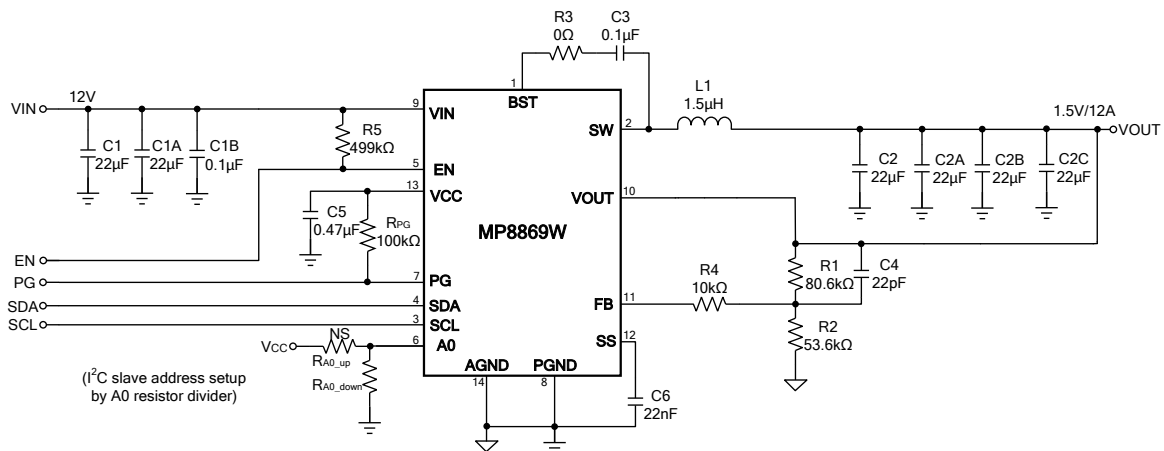 R3
0Ω
C3
0.1µF
1
BST
L1
1.5µH
VIN
12V
9
VIN
SW
2
1.5V/12A
VOUT
C1
22µF
C1A
22µF
C1B
0.1µF
R5
499kΩ
C2
22µF
C2A
22µF
C2B
22µF
C2C
22µF
5
EN
13
VCC
VOUT
10
C5
0.47µF
RPG
100kΩ
MP8869W
EN
PG
7
PG
R4
10kΩ
R1
80.6kΩ
C4
22pF
SDA
4
SDA
FB
11
SCL
3
SCL
R2
53.6kΩ
VCC
NS
6
A0
SS
12
RA0_up
RA0_down
AGND
14
PGND
8
C6
22nF
(I²C slave address setup
by A0 resistor divider)